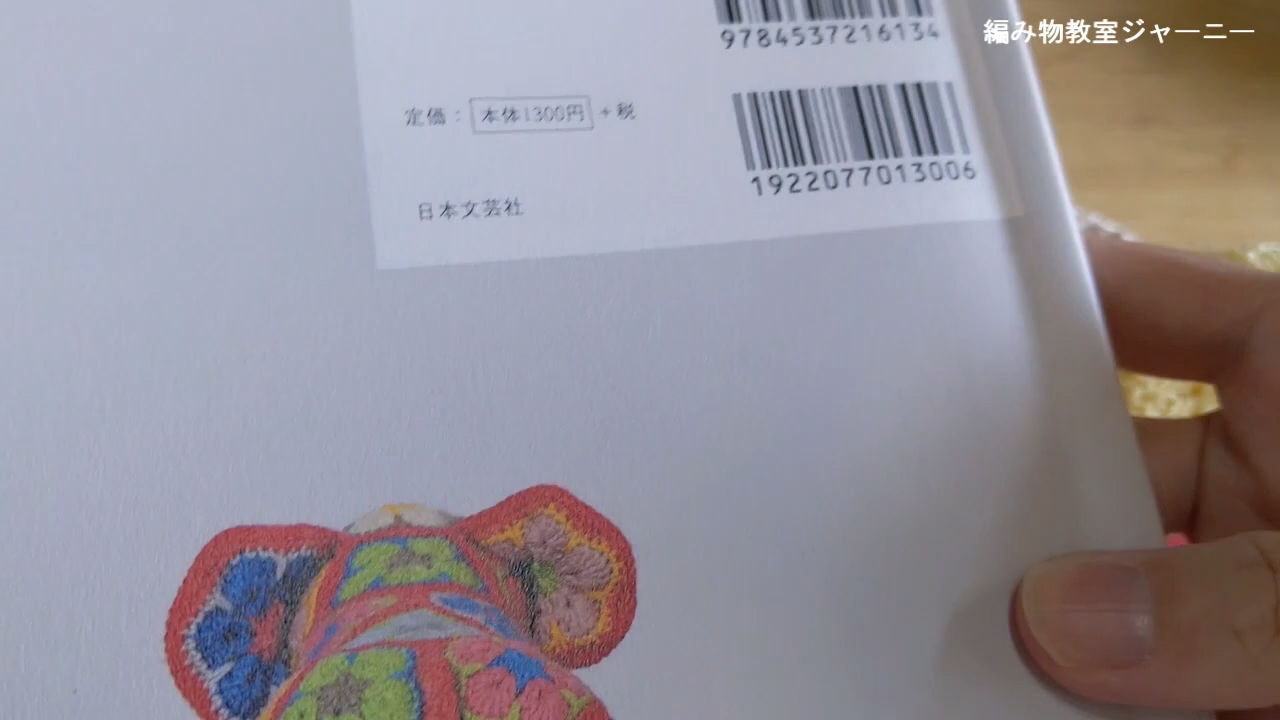 編み物教室ジャーニー
9784537216134
定価：本体1300円＋税
1922077013006
日本文芸社